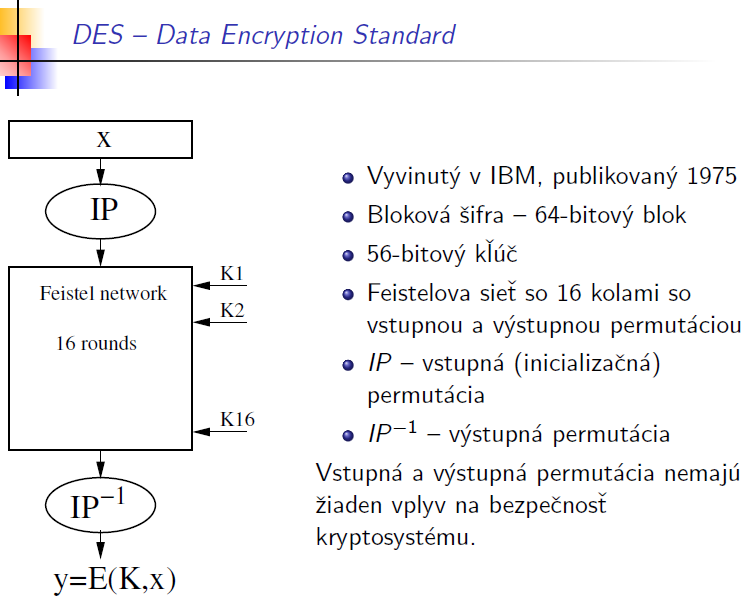 DES – Data Encryption Standard
x
IP
Feistel network
16 rounds
K1
K2
K16
IP⁻¹
y=E(K,x)
Vyvinutý v IBM, publikovaný 1975
Bloková šifra – 64-bitový blok
56-bitový kĺúč
Feistelova sieť so 16 kolami so
vstupnou a výstupnou permutáciou
IP – vstupná (inicializačná)
permutácia
IP⁻¹ – výstupná permutácia
Vstupná a výstupná permutácia nemajú
žiaden vplyv na bezpečnosť
kryptosystému.